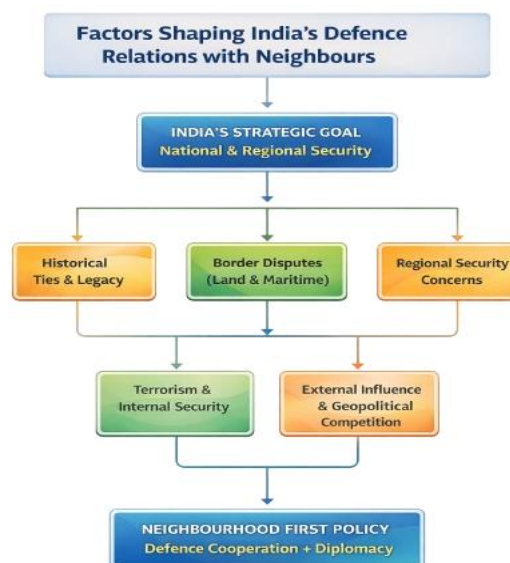 Factors Shaping India's Defence
Relations with Neighbours
INDIA'S STRATEGIC GOAL
National & Regional Security
Historical
Ties & Legacy
Border Disputes
(Land & Maritime)
Regional Security
Concerns
Terrorism &
Internal Security
External Influence
& Geopolitical
Competition
NEIGHBOURHOOD FIRST POLICY
Defence Cooperation + Diplomacy